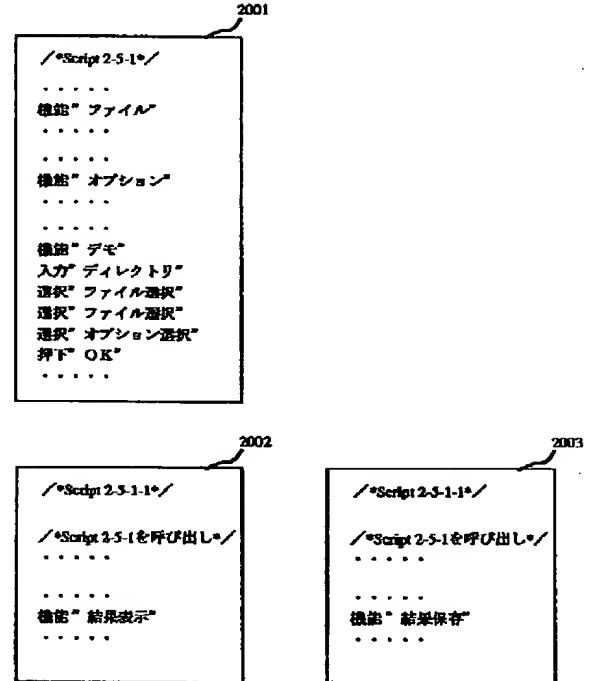 2001
/*Script 2-5-1*/
・・・・・
機能"ファイル"
・・・・・
・・・・・
機能"オプション"
・・・・・
・・・・・
機能"デモ"
入力"ディレクトリ"
選択"ファイル選択"
選択"ファイル選択"
選択"オプション選択"
押下"OK"
・・・・・
2002
/*Script 2-5-1-1*/
/*Script 2-5-1を呼び出し*/
・・・・・
・・・・・
機能"結果表示"
・・・・・
2003
/*Script 2-5-1-1*/
/*Script 2-5-1を呼び出し*/
・・・・・
・・・・・
機能"結果保存"
・・・・・